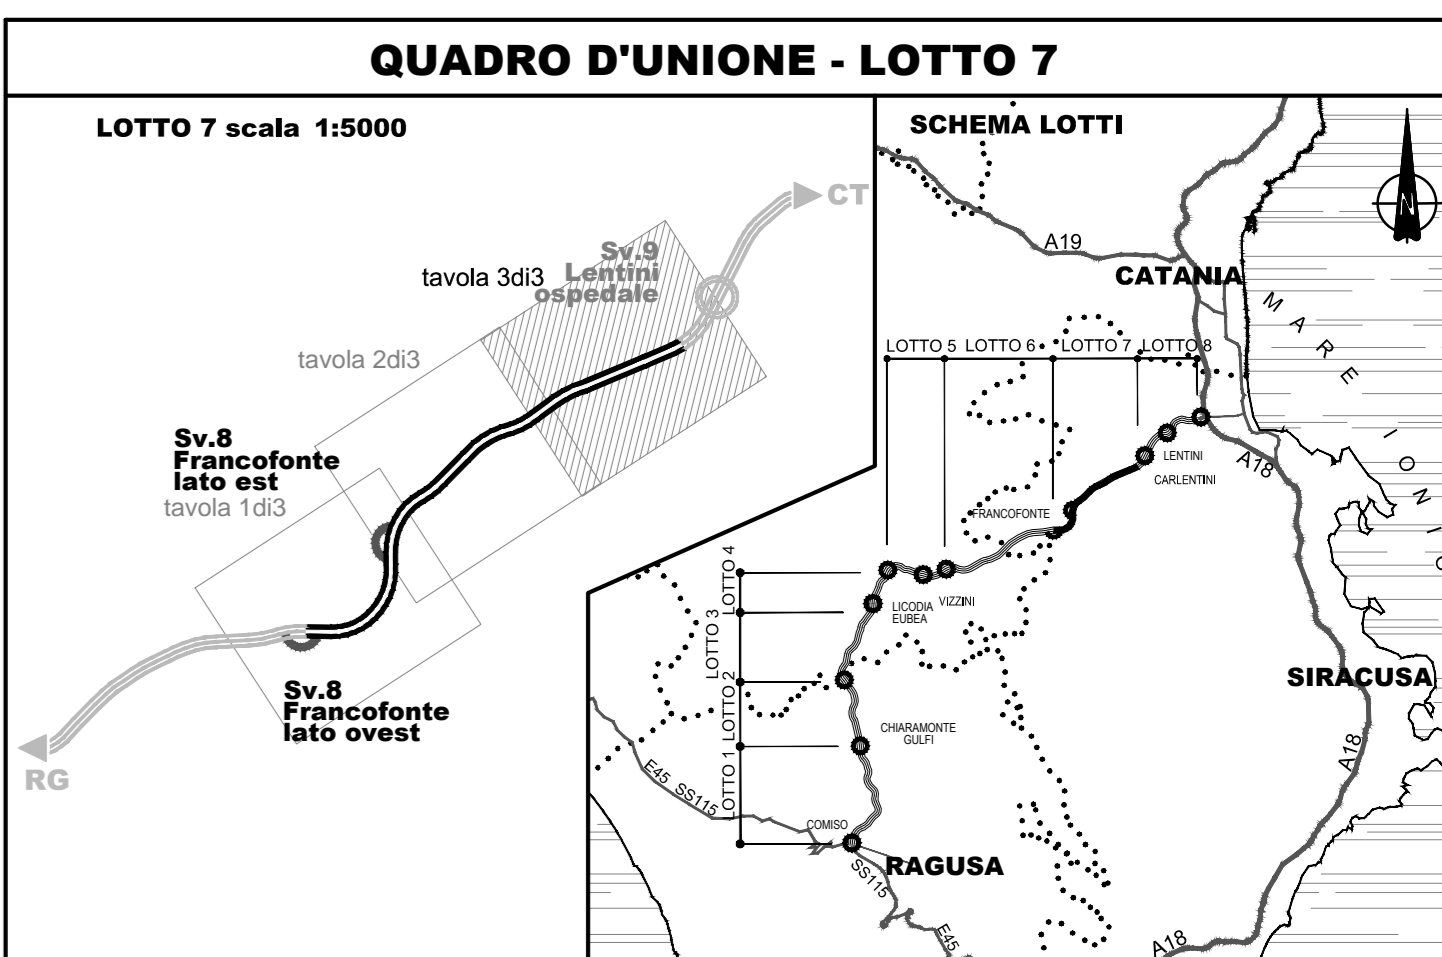 QUADRO D'UNIONE - LOTTO 7
LOTTO 7 scala 1:5000
CT
Sv.9
Lentini
ospedale
tavola 3di3
tavola 2di3
Sv.8
Francofonte
lato est
tavola 1di3
Sv.8
Francofonte
lato ovest
RG
SCHEMA LOTTI
N
A19
CATANIA
MARE IONIO
LOTTO 5
LOTTO 6
LOTTO 7
LOTTO 8
LENTINI
CARLENTINI
A18
FRANCOFONTE
LOTTO 4
LOTTO 3
LOTTO 2
LOTTO 1
LICODIA
EUBEA
VIZZINI
SIRACUSA
CHIARAMONTE
GULFI
A18
E45
SS115
COMISO
RAGUSA
SS115
E45
A18